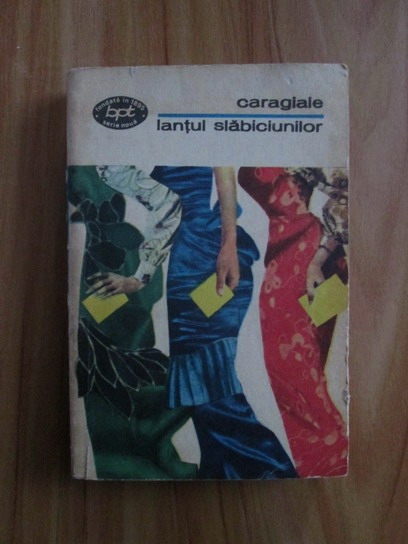 fondată în 1895
bpt
serie nouă
caragiale
lanțul slăbiciunilor